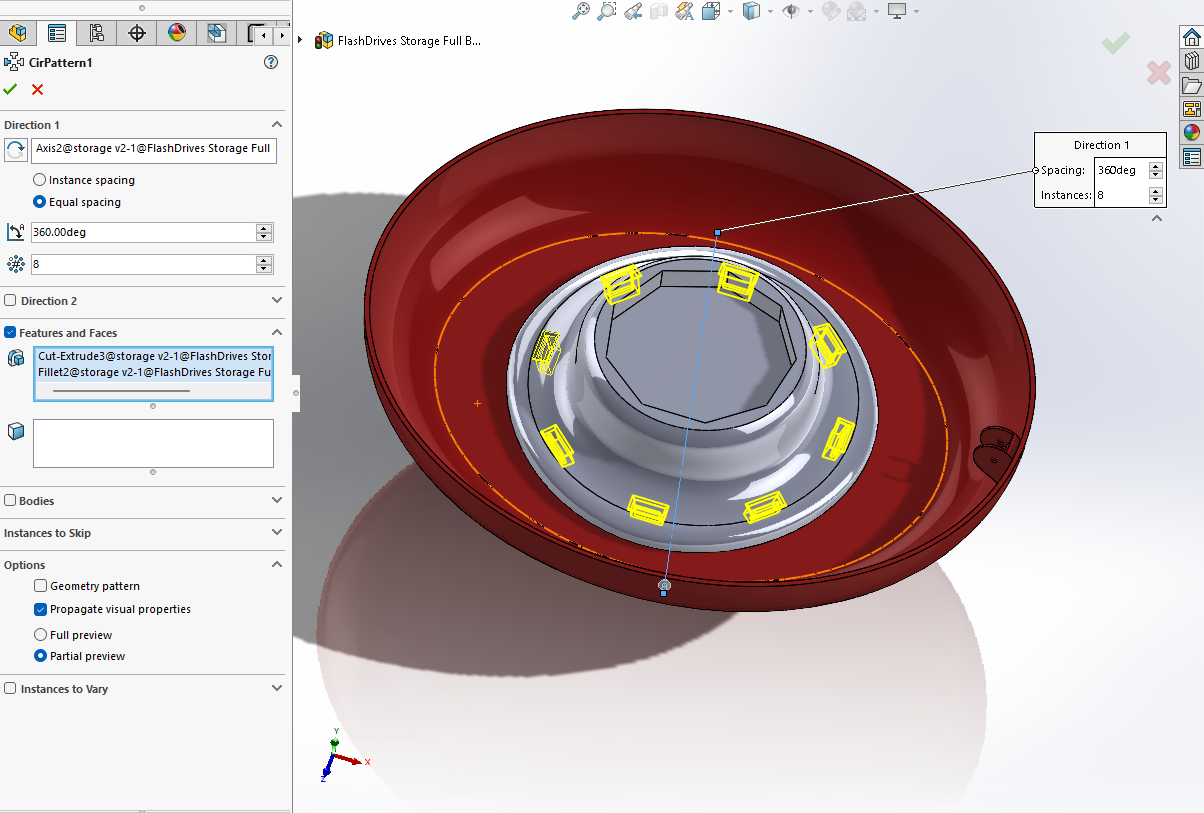 CirPattern1
Direction 1
Axis2@storage v2-1@FlashDrives Storage Full
Instance spacing
Equal spacing
360.00deg
8
Direction 2
Features and Faces
Cut-Extrude3@storage v2-1@FlashDrives Stor
Fillet2@storage v2-1@FlashDrives Storage Fu
Bodies
Instances to Skip
Options
Geometry pattern
Propagate visual properties
Full preview
Partial preview
Instances to Vary
FlashDrives Storage Full B...
Direction 1
Spacing: 360deg
Instances: 8
Y
X
Z